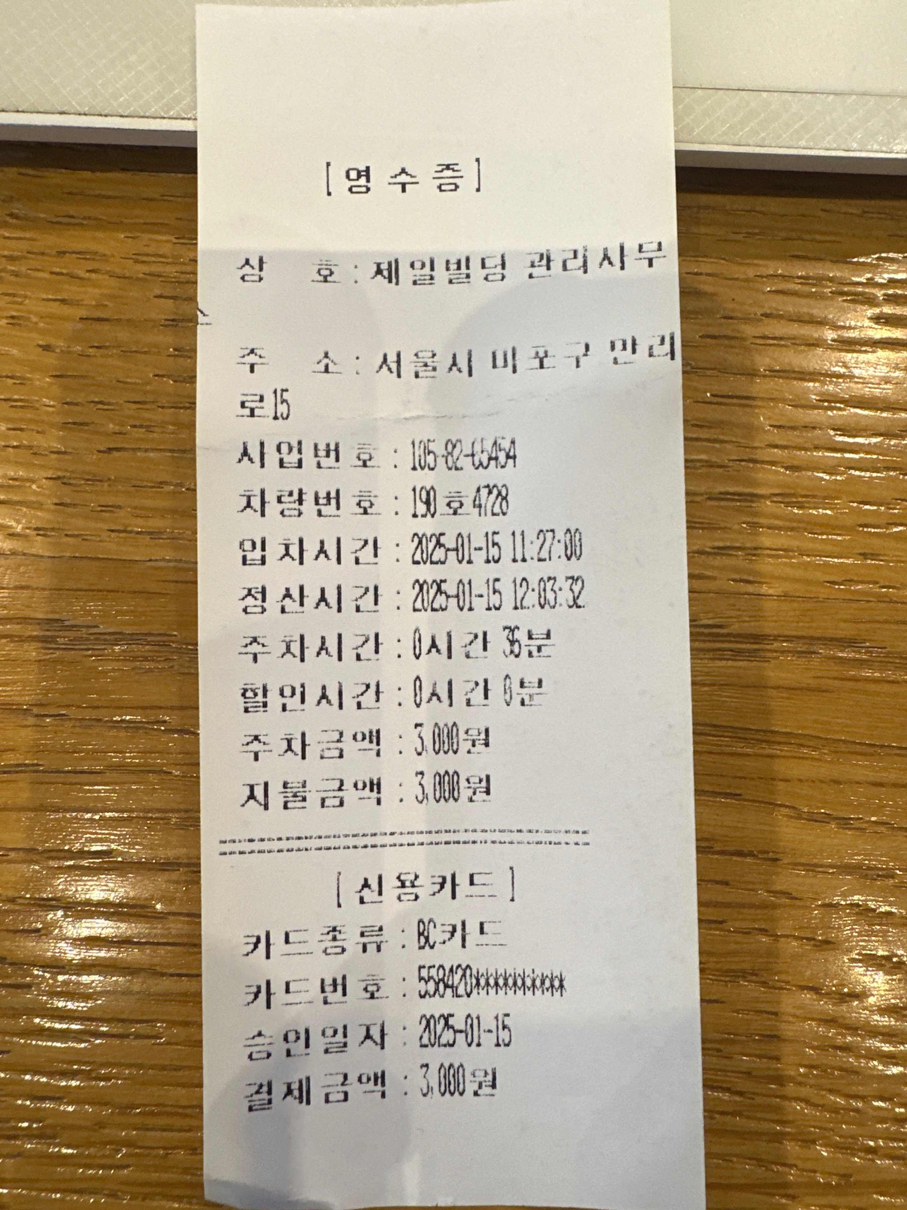 [영수증]
상 호 : 제일빌딩 관리사무
소
주 소 : 서울시 마포구 만리
로15
사업번호 : 105-82-65454
차량번호 : 190호4728
입차시간 : 2025-01-15 11:27:00
정산시간 : 2025-01-15 12:03:32
주차시간 : 0시간 36분
할인시간 : 0시간 0분
주차금액 : 3,000원
지불금액 : 3,000원
[신용카드]
카드종류 : BC카드
카드번호 : 558420**********
승인일자 : 2025-01-15
결제금액 : 3,000원